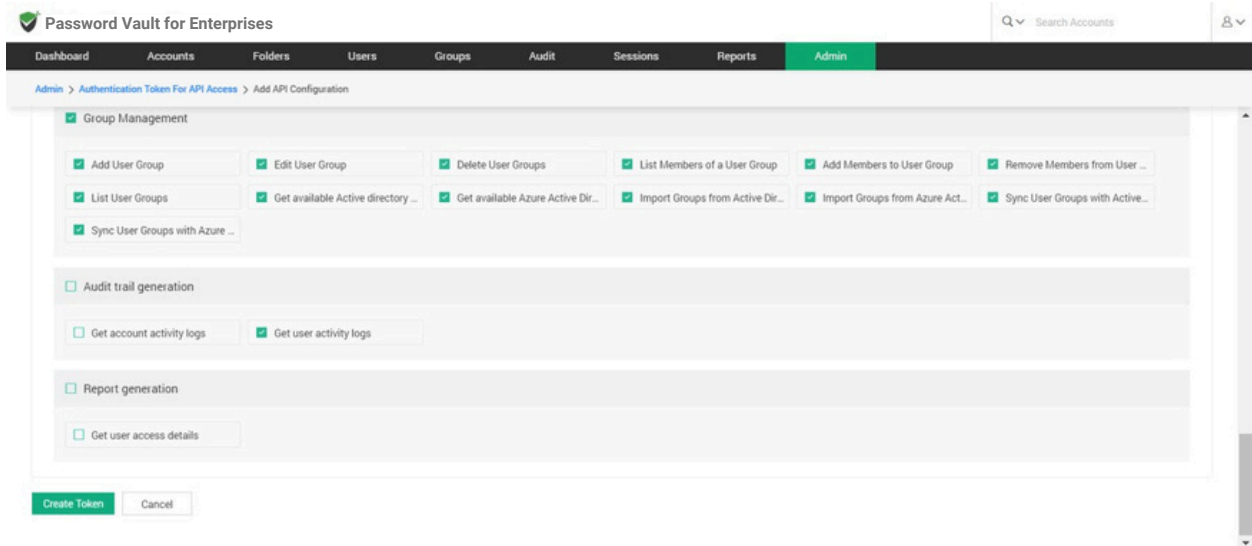 Password Vault for Enterprises
Search Accounts
Dashboard Accounts Folders Users Groups Audit Sessions Reports Admin
Admin > Authentication Token For API Access > Add API Configuration
Group Management
Add User Group Edit User Group Delete User Groups List Members of a User Group Add Members to User Group Remove Members from User ...
List User Groups Get available Active directory ... Get available Azure Active Dir... Import Groups from Active Dir... Import Groups from Azure Act... Sync User Groups with Active...
Sync User Groups with Azure ...
Audit trail generation
Get account activity logs Get user activity logs
Report generation
Get user access details
Create Token Cancel